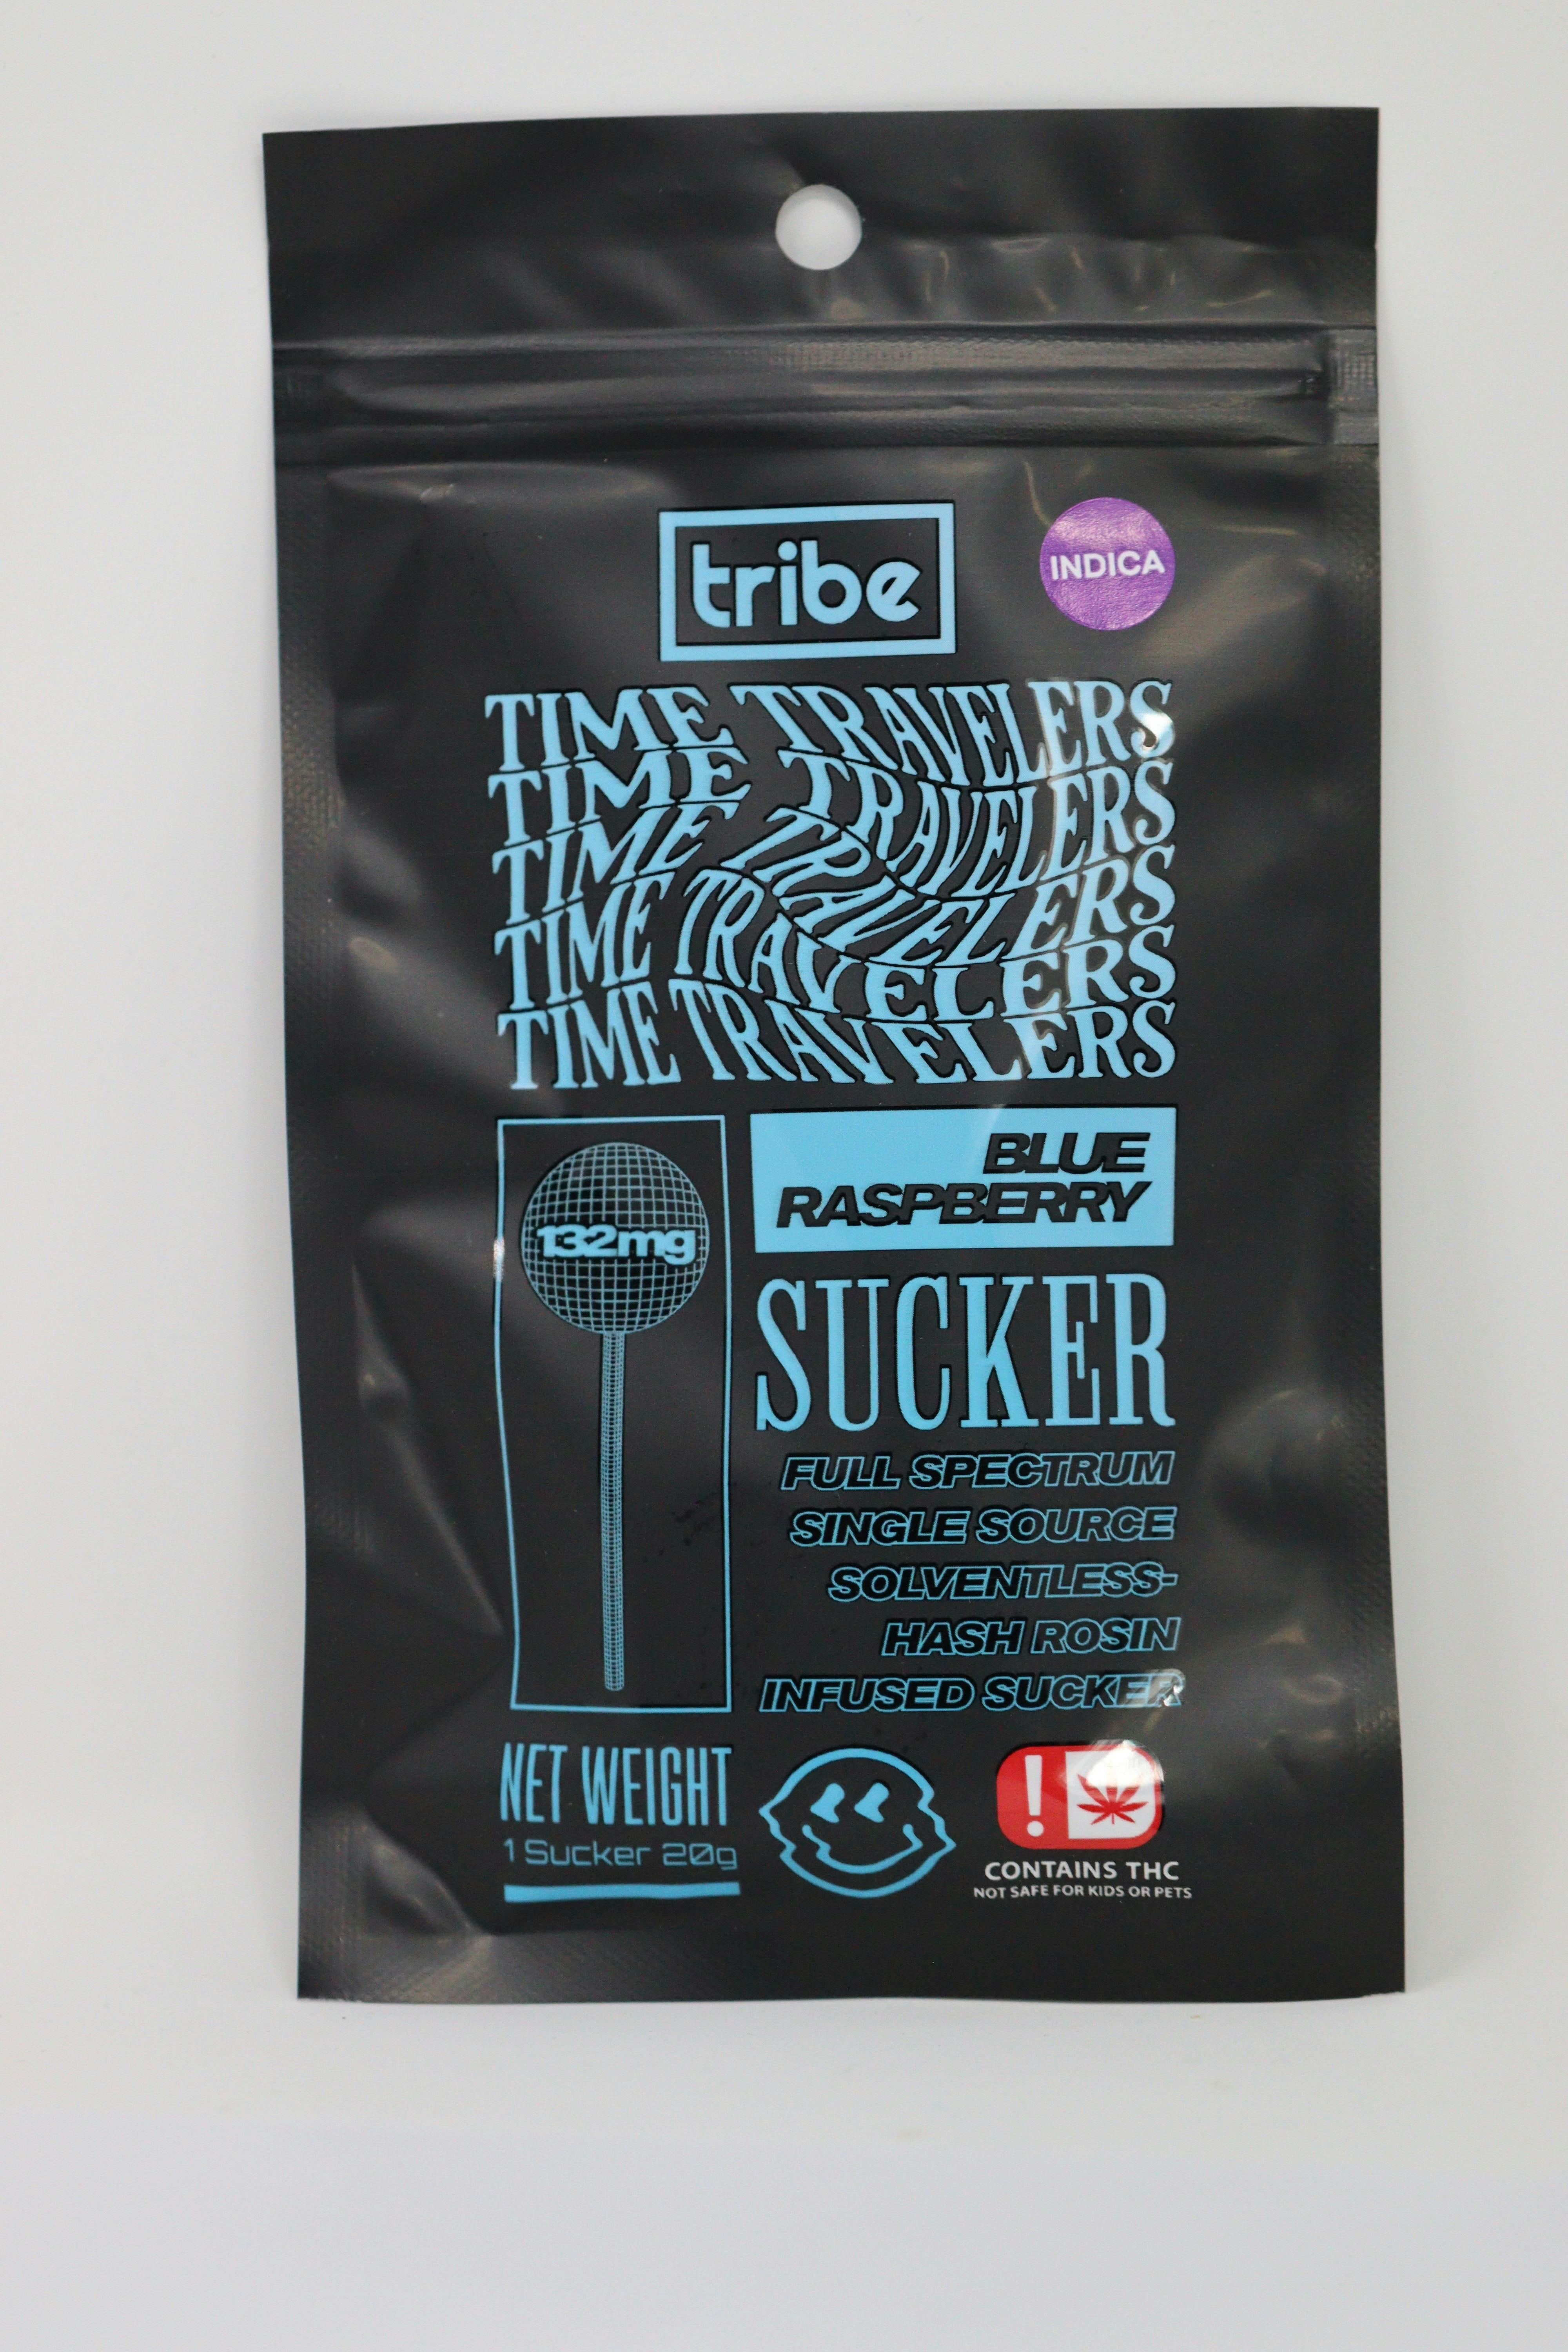 tribe
INDICA
TIME TRAVELERS
TIME TRAVELERS
TIME TRAVELERS
TIME TRAVELERS
TIME TRAVELERS
132mg
BLUE
RASPBERRY
SUCKER
FULL SPECTRUM
SINGLE SOURCE
SOLVENTLESS-
HASH ROSIN
INFUSED SUCKER
NET WEIGHT
1 Sucker 20g
!
CONTAINS THC
NOT SAFE FOR KIDS OR PETS